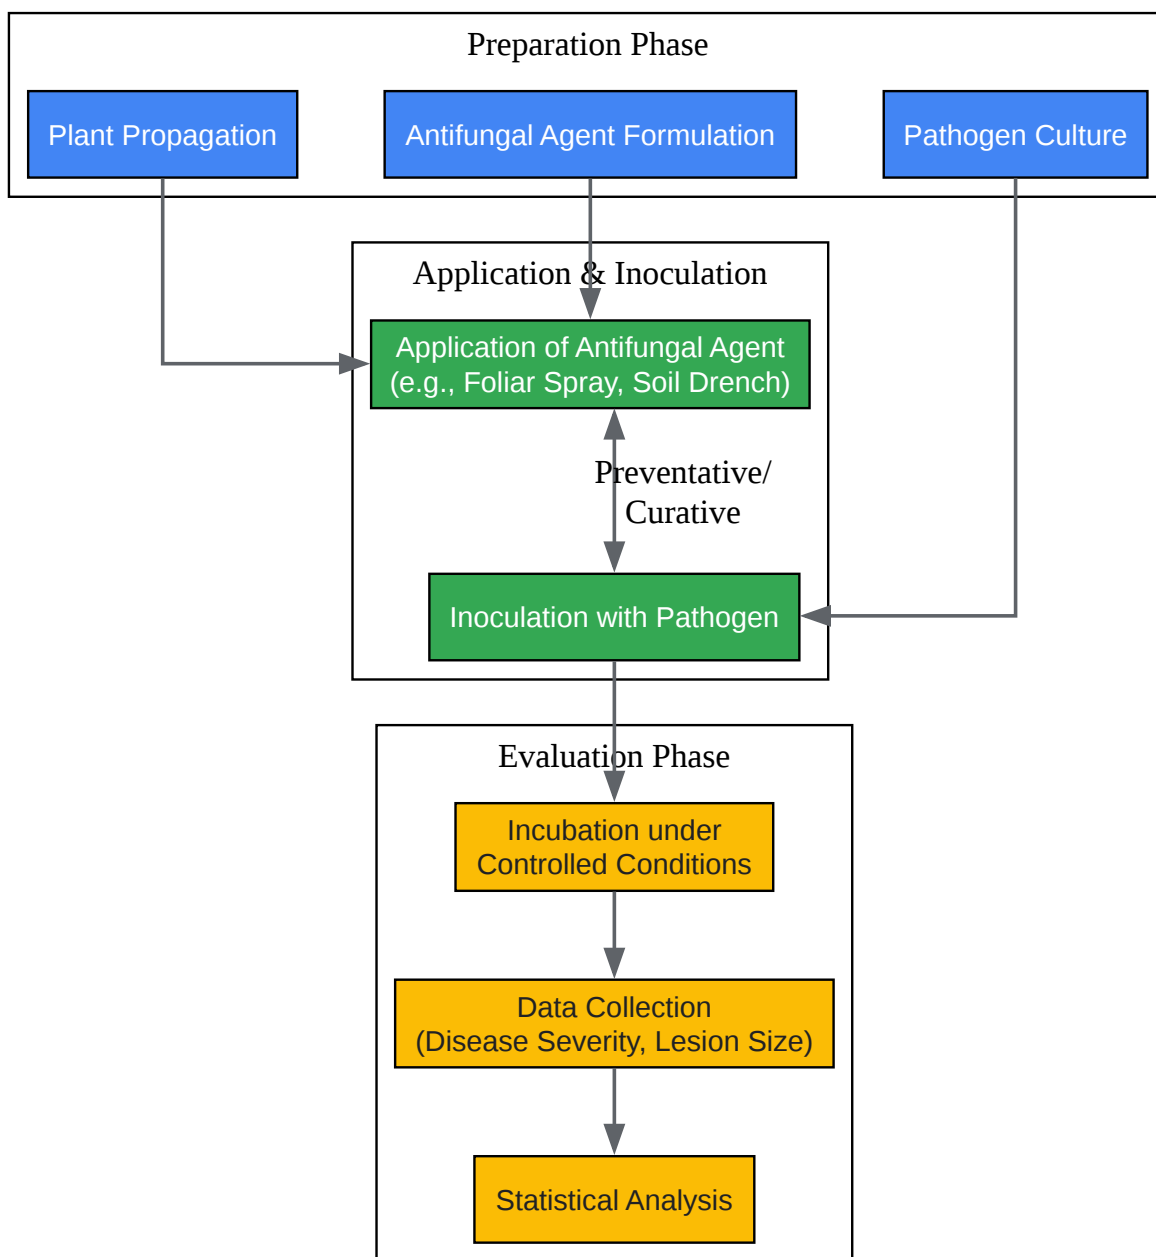 Preparation Phase
Plant Propagation
Antifungal Agent Formulation
Pathogen Culture
Application & Inoculation
Application of Antifungal Agent
(e.g., Foliar Spray, Soil Drench)
Preventative/
Curative
Inoculation with Pathogen
Evaluation Phase
Incubation under
Controlled Conditions
Data Collection
(Disease Severity, Lesion Size)
Statistical Analysis